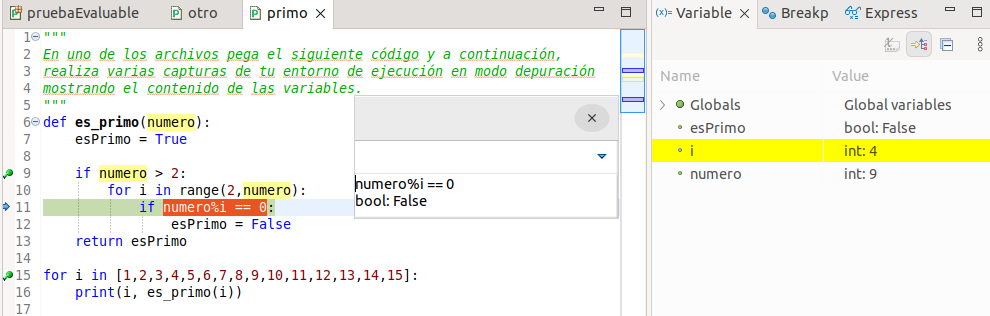 pruebaEvaluable
otro
primo
1 """
2 En uno de los archivos pega el siguiente código y a continuación,
3 realiza varias capturas de tu entorno de ejecución en modo depuración
4 mostrando el contenido de las variables.
5 """
6 def es_primo(numero):
7 esPrimo = True
8
9 if numero > 2:
10 for i in range(2,numero):
11 if numero%i == 0:
12 esPrimo = False
13 return esPrimo
14
15 for i in [1,2,3,4,5,6,7,8,9,10,11,12,13,14,15]:
16 print(i, es_primo(i))
17
numero%i == 0
bool: False
(x)= Variable
Breakp
Express
Name Value
Globals Global variables
esPrimo bool: False
i int: 4
numero int: 9